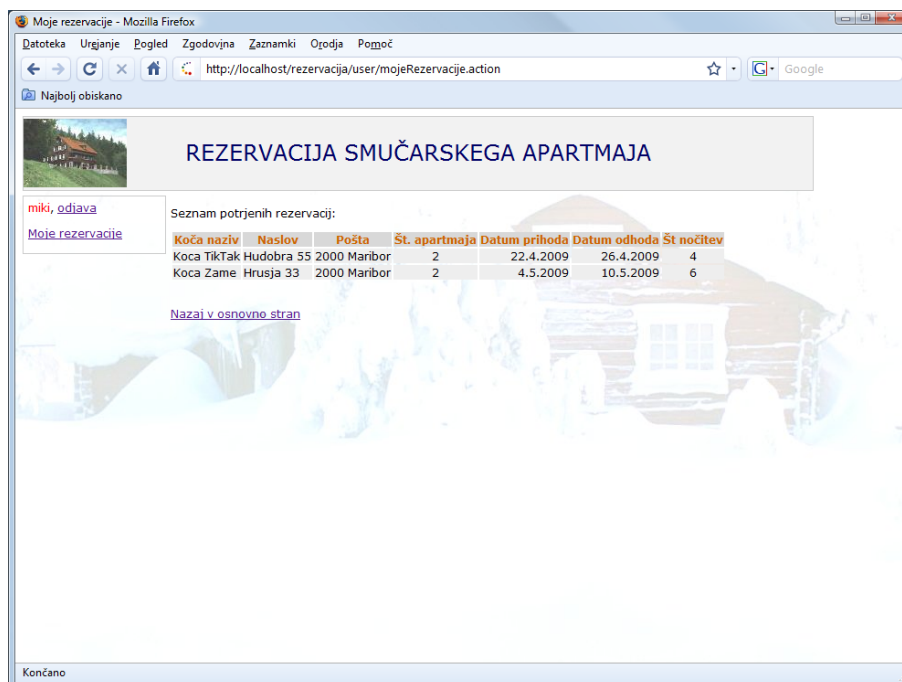 Moje rezervacije - Mozilla Firefox
Datoteka Urejanje Pogled Zgodovina Zaznamki Orodja Pomoč
http://localhost/rezervacija/user/mojeRezervacije.action
G Google
Najbolj obiskano
REZERVACIJA SMUČARSKEGA APARTMAJA
miki, odjava
Moje rezervacije
Seznam potrjenih rezervacij:
Koča naziv Naslov Pošta Št. apartmaja Datum prihoda Datum odhoda Št nočitev
Koca TikTak Hudobra 55 2000 Maribor 2 22.4.2009 26.4.2009 4
Koca Zame Hrusja 33 2000 Maribor 2 4.5.2009 10.5.2009 6
Nazaj v osnovno stran
Končano